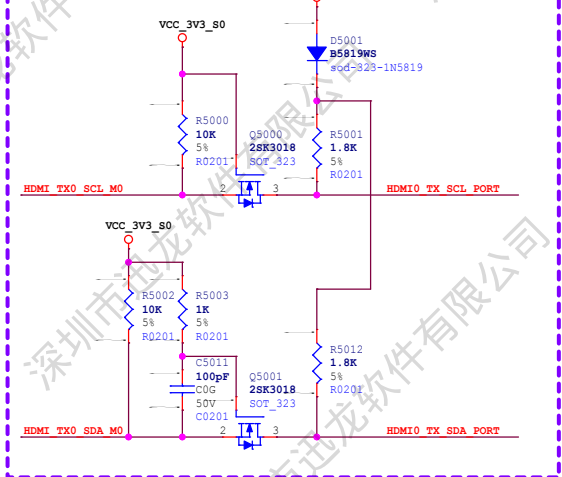 VCC_3V3_S0
D5001
B5819WS
sod-323-1N5819
R5000
10K
5%
R0201
Q5000
2SK3018
SOT_323
R5001
1.8K
5%
R0201
HDMI_TX0_SCL_M0
2
3
HDMI0_TX_SCL_PORT
VCC_3V3_S0
R5002
10K
5%
R0201
R5003
1K
5%
R0201
C5011
100pF
C0G
50V
C0201
Q5001
2SK3018
SOT_323
R5012
1.8K
5%
R0201
HDMI_TX0_SDA_M0
2
3
HDMI0_TX_SDA_PORT
深圳市迅龙软件有限公司
市迅龙软件有限公司